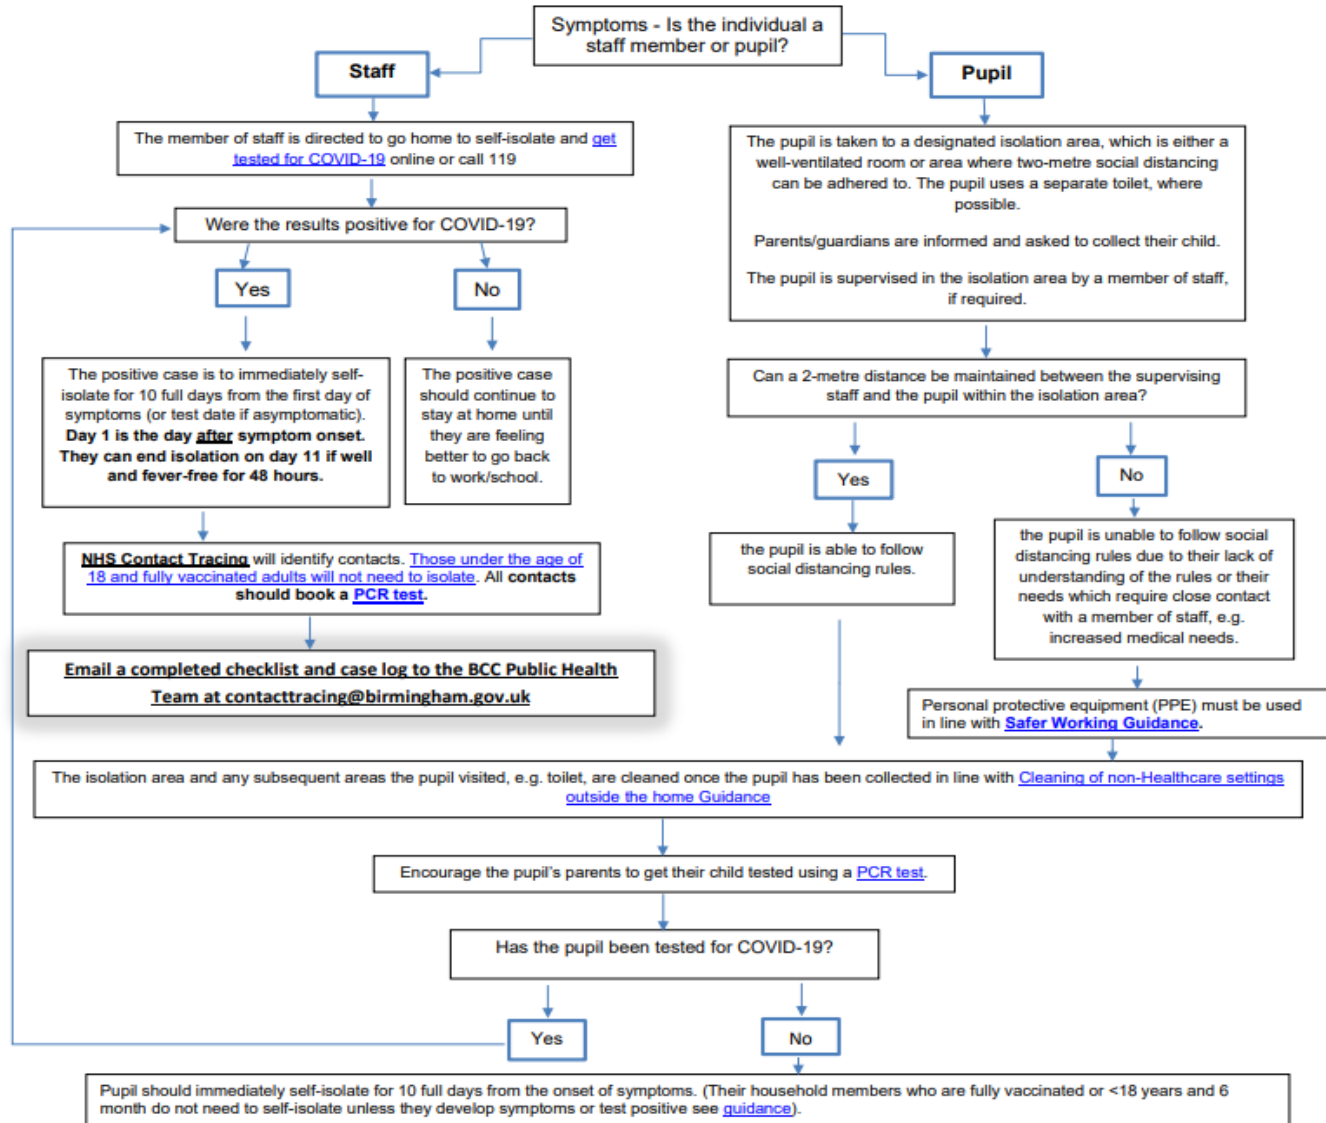 Symptoms - Is the individual a
staff member or pupil?
Staff
Pupil
The member of staff is directed to go home to self-isolate and get
tested for COVID-19 online or call 119
Were the results positive for COVID-19?
Yes
No
The positive case is to immediately self-
isolate for 10 full days from the first day of
symptoms (or test date if asymptomatic).
Day 1 is the day after symptom onset.
They can end isolation on day 11 if well
and fever-free for 48 hours.
The positive case
should continue to
stay at home until
they are feeling
better to go back
to work/school.
NHS Contact Tracing will identify contacts. Those under the age of
18 and fully vaccinated adults will not need to isolate. All contacts
should book a PCR test.
Email a completed checklist and case log to the BCC Public Health
Team at contacttracing@birmingham.gov.uk
The pupil is taken to a designated isolation area, which is either a
well-ventilated room or area where two-metre social distancing
can be adhered to. The pupil uses a separate toilet, where
possible.
Parents/guardians are informed and asked to collect their child.
The pupil is supervised in the isolation area by a member of staff,
if required.
Can a 2-metre distance be maintained between the supervising
staff and the pupil within the isolation area?
Yes
No
the pupil is able to follow
social distancing rules.
the pupil is unable to follow social
distancing rules due to their lack of
understanding of the rules or their
needs which require close contact
with a member of staff, e.g.
increased medical needs.
Personal protective equipment (PPE) must be used
in line with Safer Working Guidance.
The isolation area and any subsequent areas the pupil visited, e.g. toilet, are cleaned once the pupil has been collected in line with Cleaning of non-Healthcare settings
outside the home Guidance
Encourage the pupil's parents to get their child tested using a PCR test.
Has the pupil been tested for COVID-19?
Yes
No
Pupil should immediately self-isolate for 10 full days from the onset of symptoms. (Their household members who are fully vaccinated or <18 years and 6
month do not need to self-isolate unless they develop symptoms or test positive see guidance).